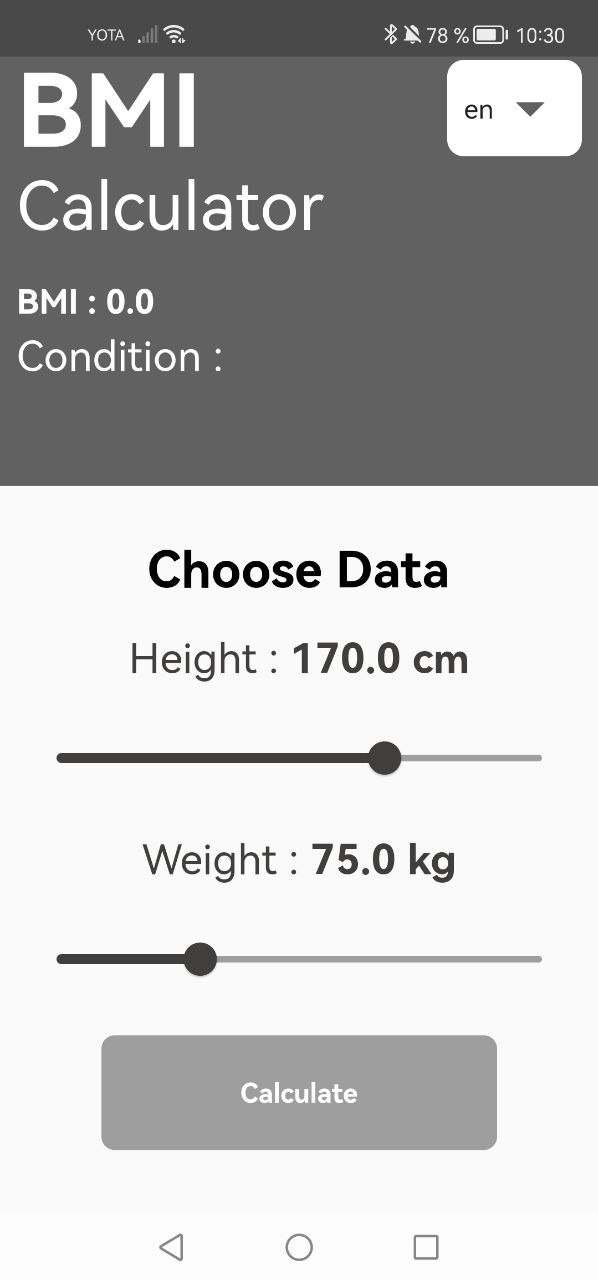 YOTA 78 % 10:30
BMI
en
Calculator
BMI : 0.0
Condition :
Choose Data
Height : 170.0 cm
Weight : 75.0 kg
Calculate